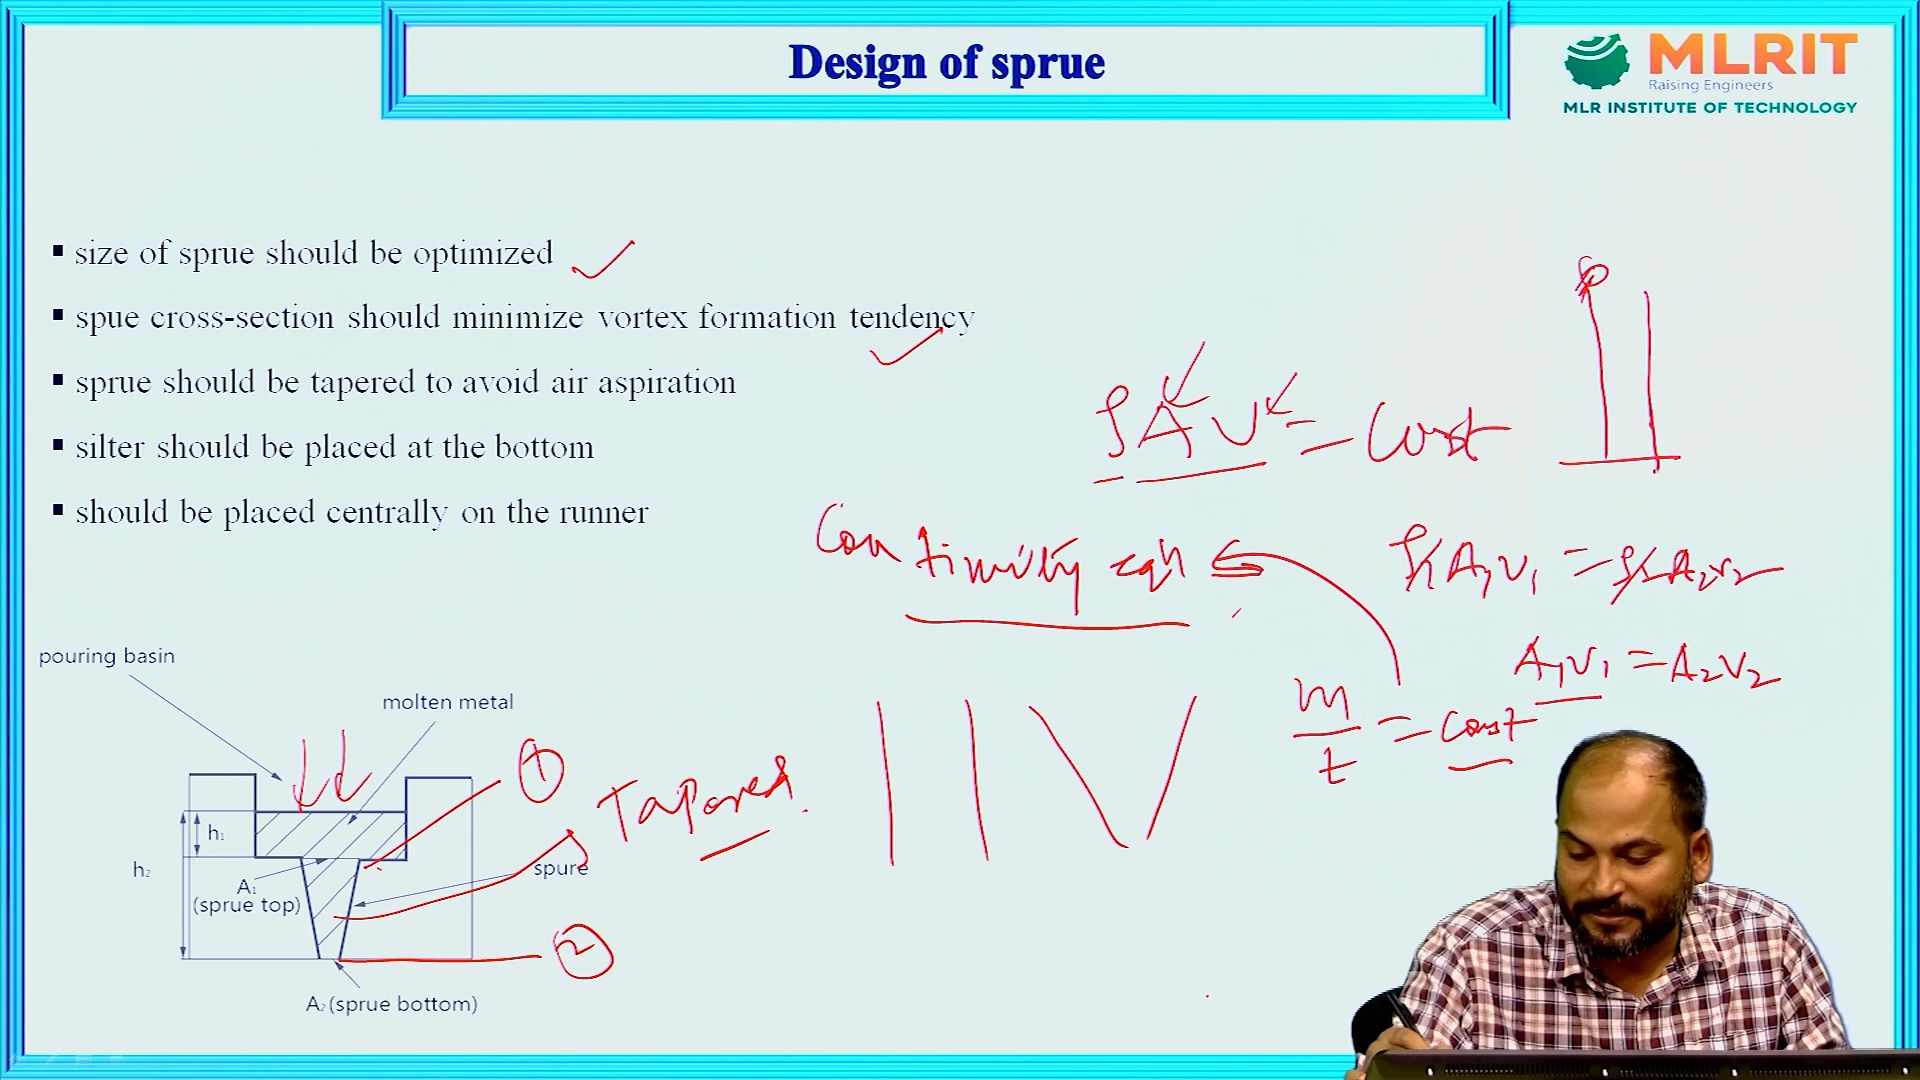 Design of sprue
MLRIT
Raising Engineers
MLR INSTITUTE OF TECHNOLOGY
▪ size of sprue should be optimized
▪ spue cross-section should minimize vortex formation tendency
▪ sprue should be tapered to avoid air aspiration
▪ silter should be placed at the bottom
▪ should be placed centrally on the runner
ρAV = Const
Continuity eqn
ρ₁A₁V₁ = ρ₂A₂V₂
A₁V₁ = A₂V₂
m/t = const
pouring basin
molten metal
1
Tapered
h₁
h₂
spure
A₁
(sprue top)
2
A₂ (sprue bottom)